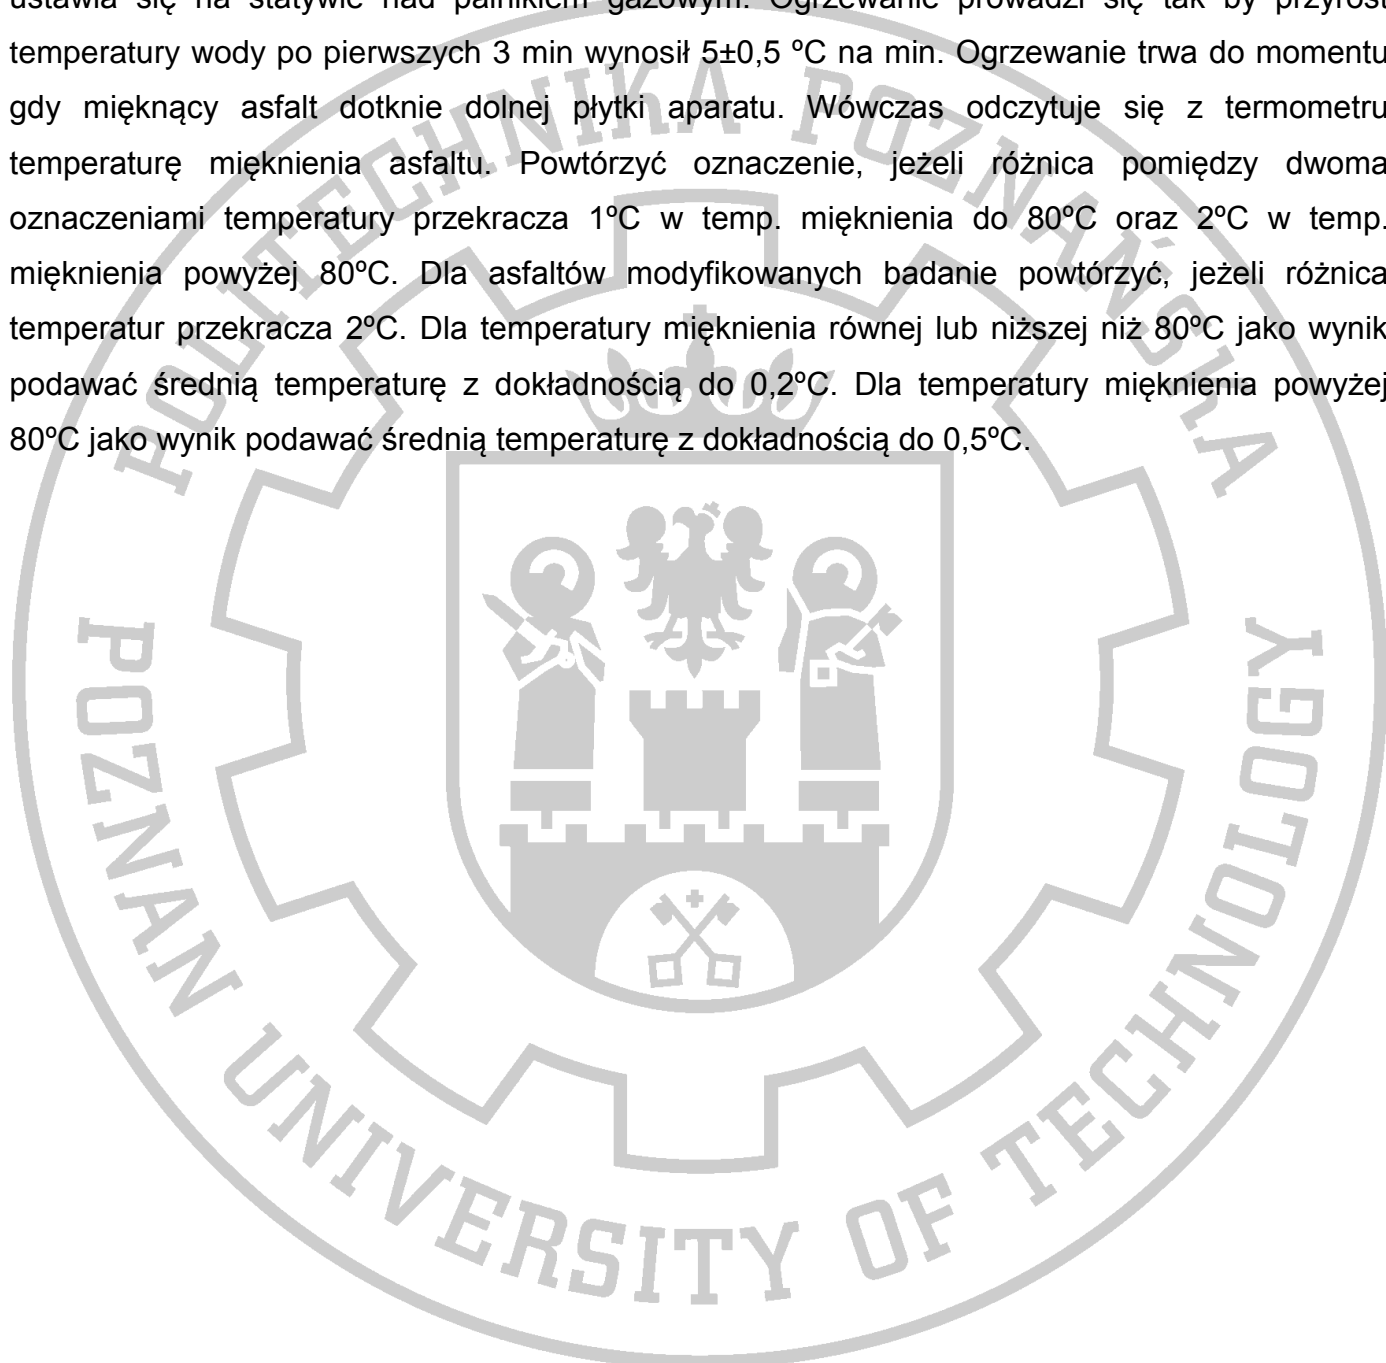 ustawia się na statywie nad palnikiem gazowym. Ogrzewanie prowadzi się tak by przyrost
temperatury wody po pierwszych 3 min wynosił 5±0,5 ºC na min. Ogrzewanie trwa do momentu
gdy mięknący asfalt dotknie dolnej płytki aparatu. Wówczas odczytuje się z termometru
temperaturę mięknienia asfaltu. Powtórzyć oznaczenie, jeżeli różnica pomiędzy dwoma
oznaczeniami temperatury przekracza 1ºC w temp. mięknienia do 80ºC oraz 2ºC w temp.
mięknienia powyżej 80ºC. Dla asfaltów modyfikowanych badanie powtórzyć, jeżeli różnica
temperatur przekracza 2ºC. Dla temperatury mięknienia równej lub niższej niż 80ºC jako wynik
podawać średnią temperaturę z dokładnością do 0,2ºC. Dla temperatury mięknienia powyżej
80ºC jako wynik podawać średnią temperaturę z dokładnością do 0,5ºC.
POLITECHNIKA POZNAŃSKA
POZNAN UNIVERSITY OF TECHNOLOGY